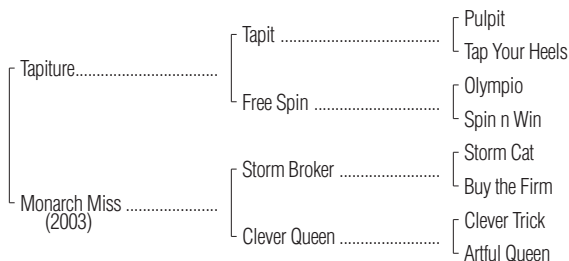 Pulpit
Tapit
Tap Your Heels
Tapiture
Olympio
Free Spin
Spin n Win
Storm Cat
Storm Broker
Buy the Firm
Monarch Miss
(2003)
Clever Trick
Clever Queen
Artful Queen